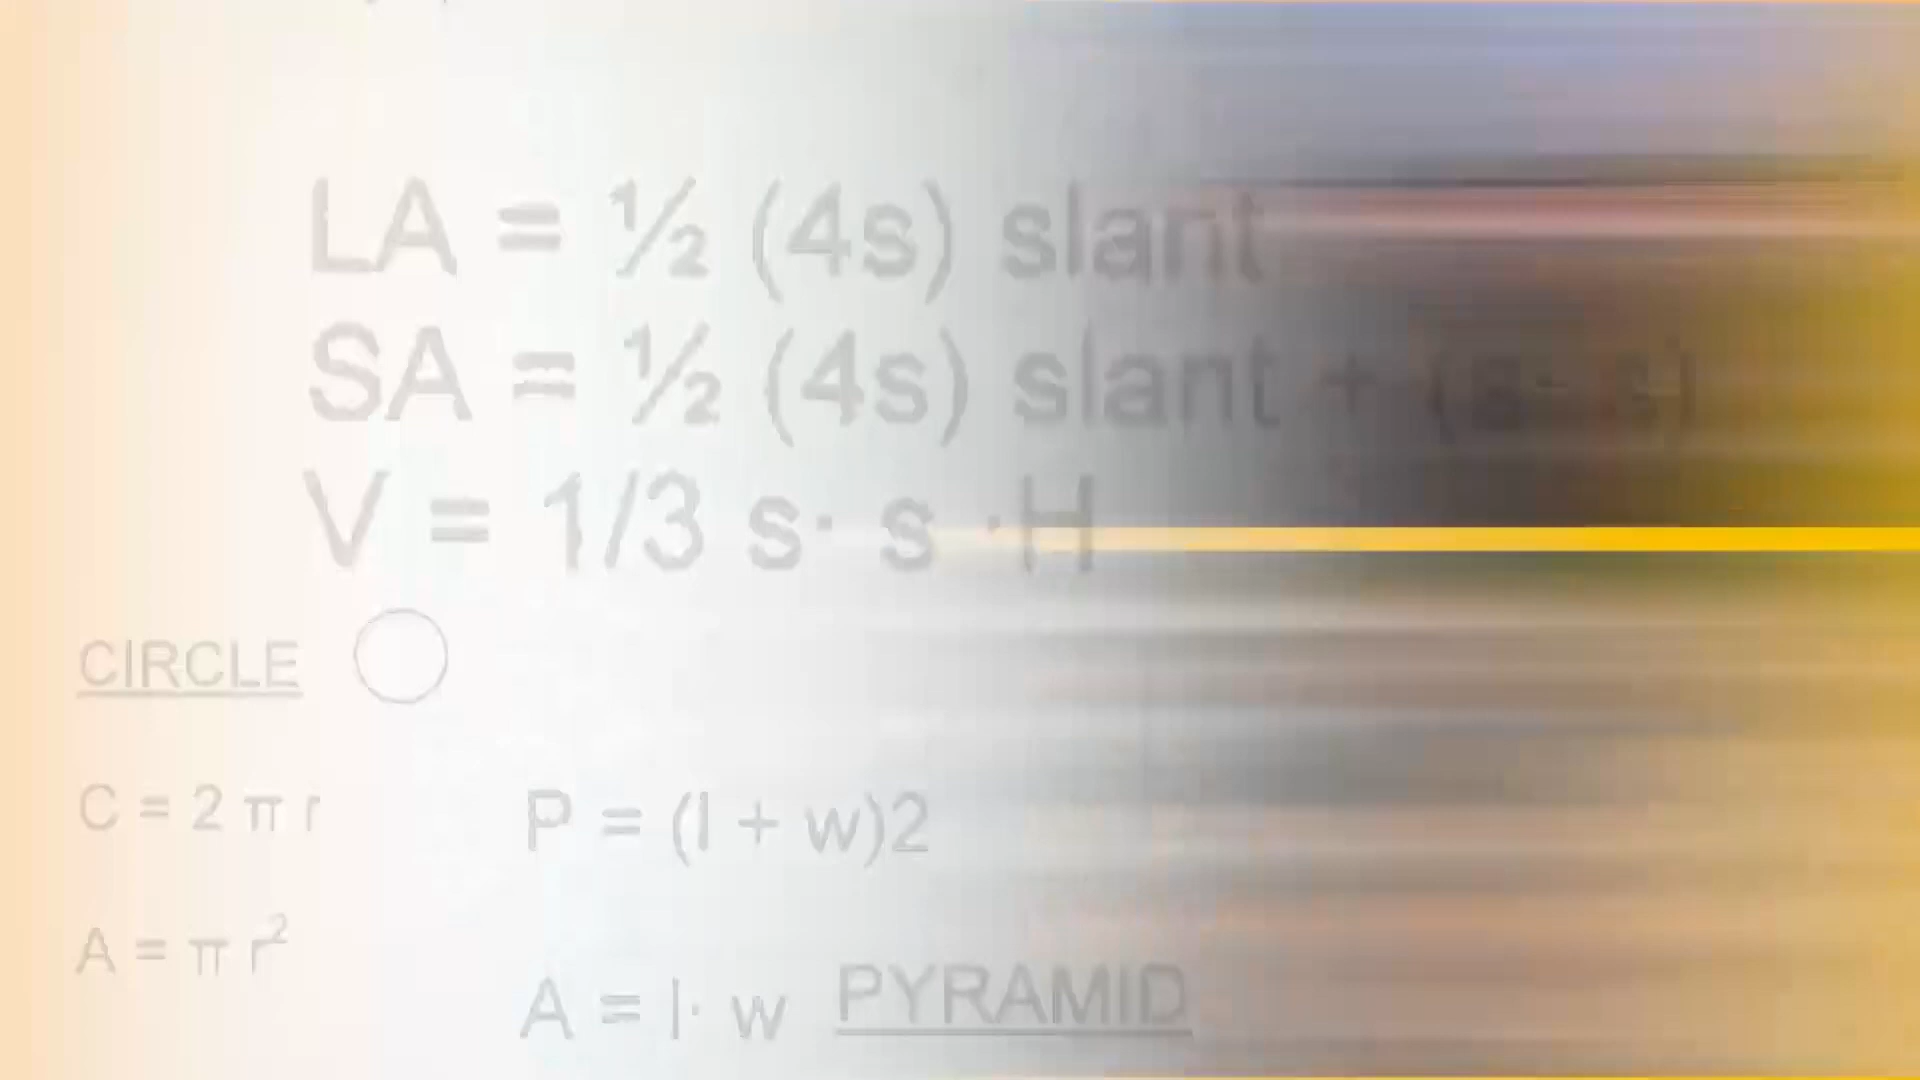 LA = ½ (4s) slant
SA = ½ (4s) slant + (s· s)
V = 1/3 s· s ·H
CIRCLE
C = 2 π r
P = (l + w)2
A = π r²
A = l· w
PYRAMID